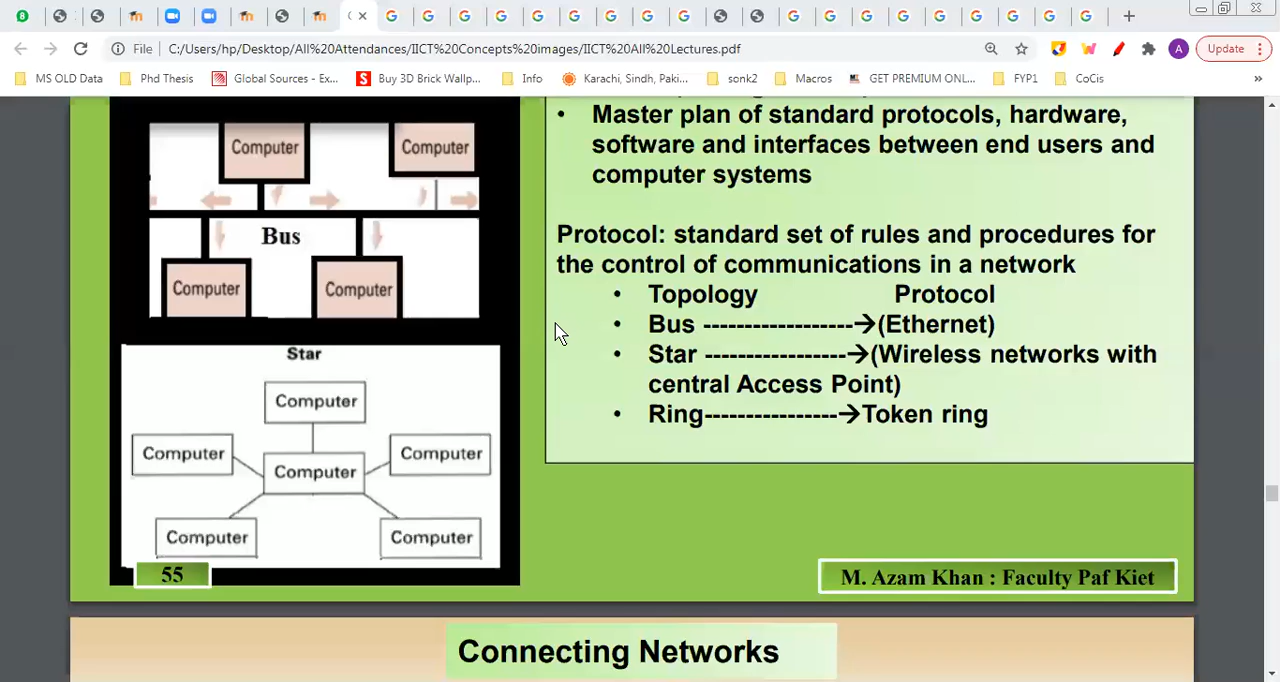 File C:/Users/hp/Desktop/All%20Attendances/IICT%20Concepts%20images/IICT%20All%20Lectures.pdf
A
Update
MS OLD Data
Phd Thesis
Global Sources - Ex...
Buy 3D Brick Wallp...
Info
Karachi, Sindh, Paki...
sonk2
Macros
GET PREMIUM ONL...
FYP1
CoCis
»
Computer
Computer
Bus
Computer
Computer
Star
Computer
Computer
Computer
Computer
Computer
Computer
55
• Master plan of standard protocols, hardware,
software and interfaces between end users and
computer systems
Protocol: standard set of rules and procedures for
the control of communications in a network
• Topology Protocol
• Bus ------------------→(Ethernet)
• Star -----------------→(Wireless networks with
central Access Point)
• Ring----------------→Token ring
M. Azam Khan : Faculty Paf Kiet
Connecting Networks